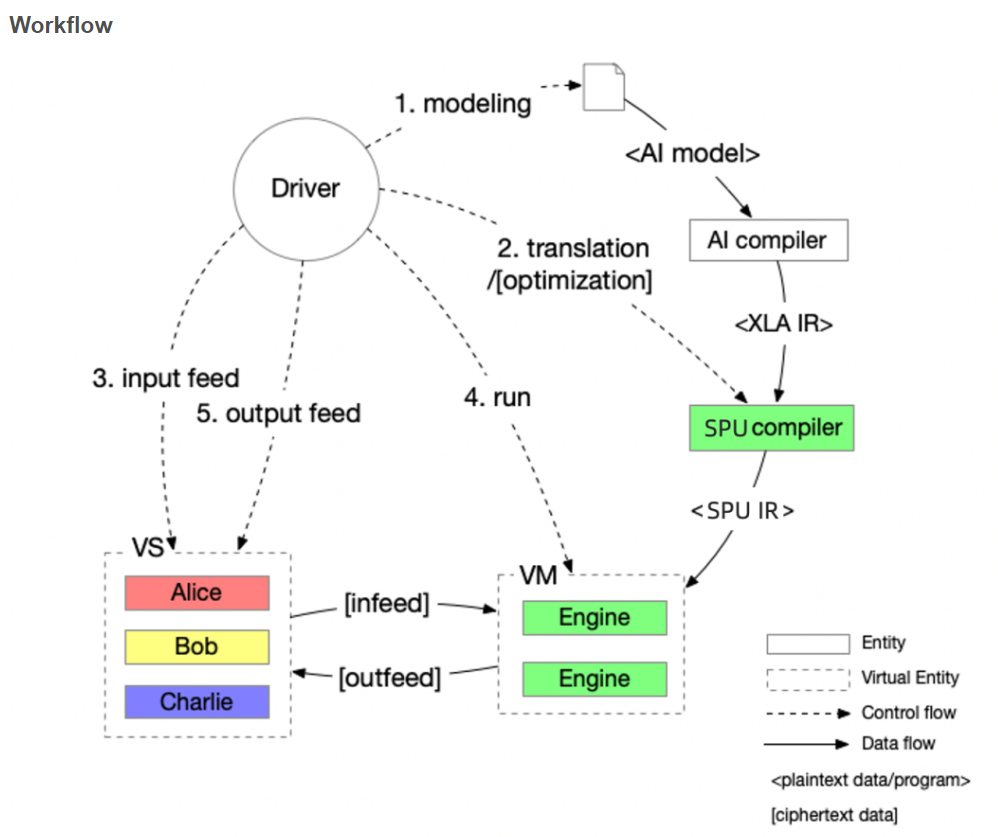 Workflow
1. modeling
<AI model>
Driver
AI compiler
2. translation
/[optimization]
<XLA IR>
3. input feed
4. run
5. output feed
SPU compiler
<SPU IR>
VS
VM
Alice
[infeed]
Engine
Bob
[outfeed]
Engine
Charlie
Entity
Virtual Entity
Control flow
Data flow
<plaintext data/program>
[ciphertext data]